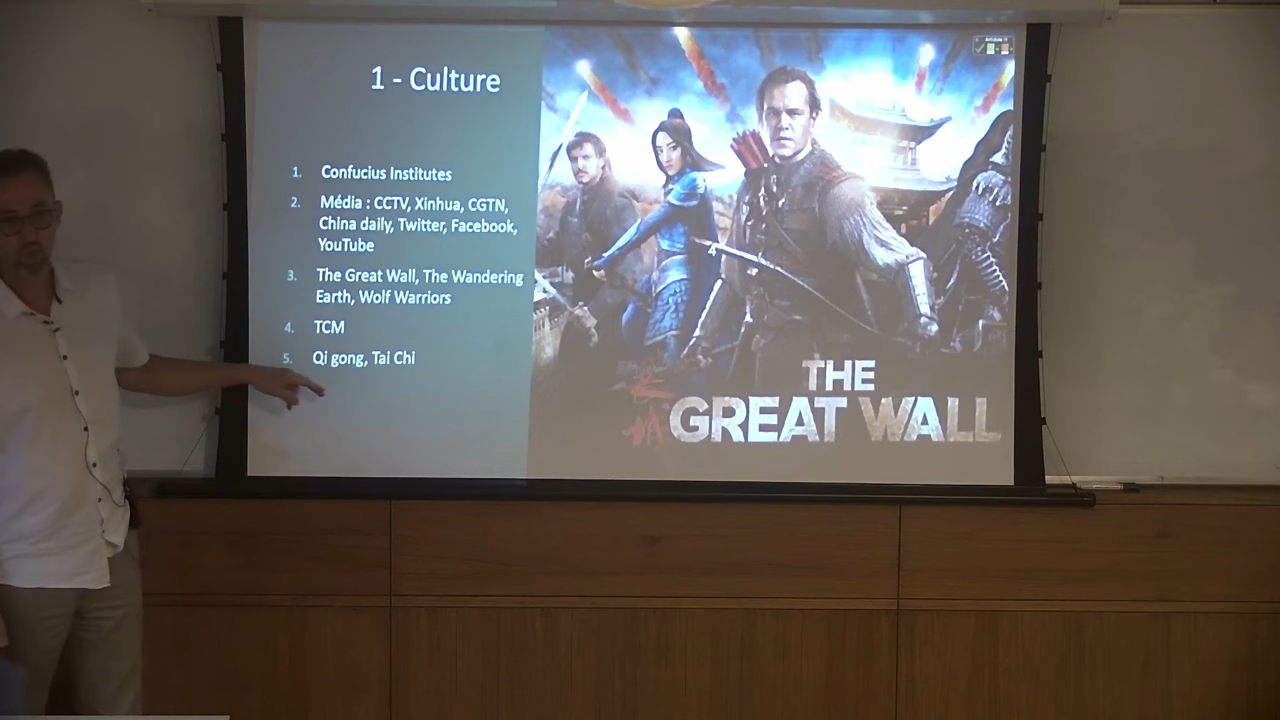 1 - Culture
1. Confucius Institutes
2. Média : CCTV, Xinhua, CGTN,
China daily, Twitter, Facebook,
YouTube
3. The Great Wall, The Wandering
Earth, Wolf Warriors
4. TCM
5. Qi gong, Tai Chi
THE
GREAT WALL